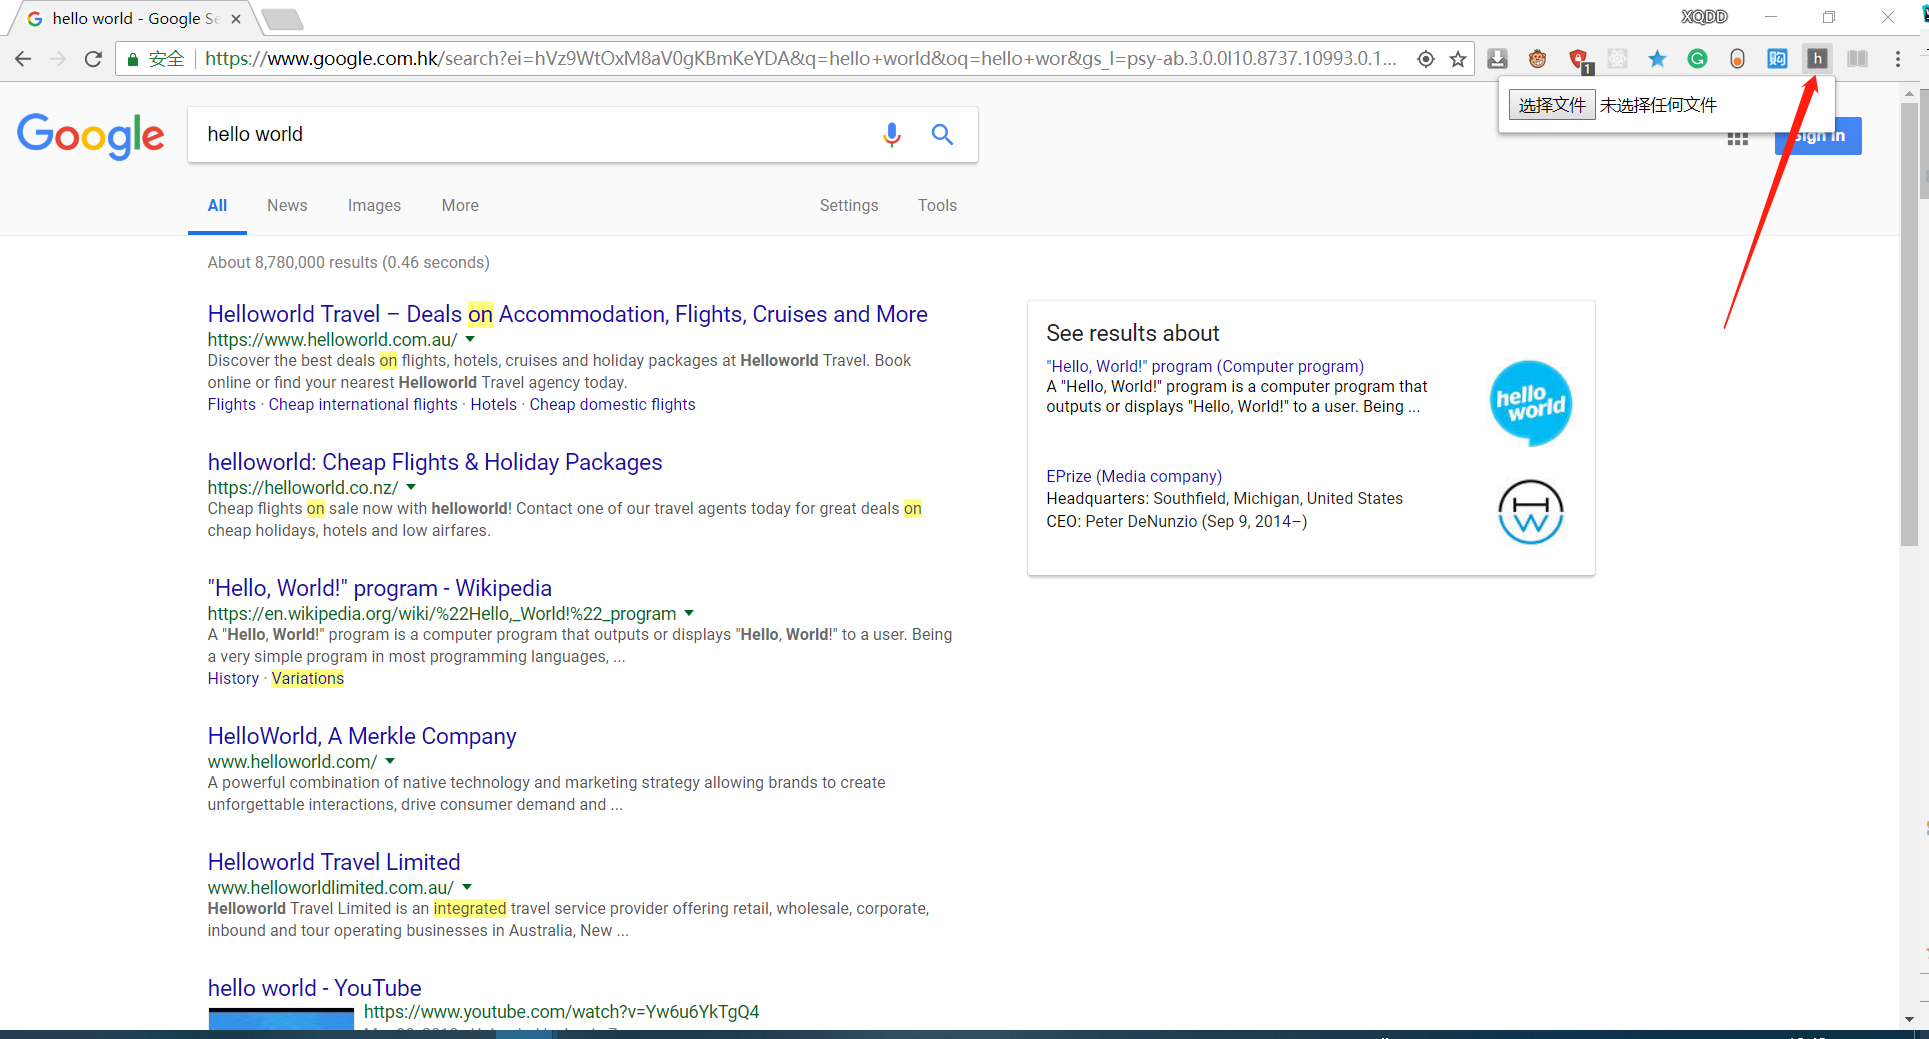 hello world - Google Se
XQDD
安全 https://www.google.com.hk/search?ei=hVz9WtOxM8aV0gKBmKeYDA&q=hello+world&oq=hello+wor&gs_l=psy-ab.3.0.0l10.8737.10993.0.1...
1
h
选择文件 未选择任何文件
Google
hello world
Sign in
All News Images More Settings Tools
About 8,780,000 results (0.46 seconds)
Helloworld Travel – Deals on Accommodation, Flights, Cruises and More
https://www.helloworld.com.au/
Discover the best deals on flights, hotels, cruises and holiday packages at Helloworld Travel. Book
online or find your nearest Helloworld Travel agency today.
Flights · Cheap international flights · Hotels · Cheap domestic flights
helloworld: Cheap Flights & Holiday Packages
https://helloworld.co.nz/
Cheap flights on sale now with helloworld! Contact one of our travel agents today for great deals on
cheap holidays, hotels and low airfares.
"Hello, World!" program - Wikipedia
https://en.wikipedia.org/wiki/%22Hello,_World!%22_program
A "Hello, World!" program is a computer program that outputs or displays "Hello, World!" to a user. Being
a very simple program in most programming languages, ...
History · Variations
HelloWorld, A Merkle Company
www.helloworld.com/
A powerful combination of native technology and marketing strategy allowing brands to create
unforgettable interactions, drive consumer demand and ...
Helloworld Travel Limited
www.helloworldlimited.com.au/
Helloworld Travel Limited is an integrated travel service provider offering retail, wholesale, corporate,
inbound and tour operating businesses in Australia, New ...
hello world - YouTube
https://www.youtube.com/watch?v=Yw6u6YkTgQ4
See results about
"Hello, World!" program (Computer program)
A "Hello, World!" program is a computer program that
outputs or displays "Hello, World!" to a user. Being ...
hello
world
EPrize (Media company)
Headquarters: Southfield, Michigan, United States
CEO: Peter DeNunzio (Sep 9, 2014–)